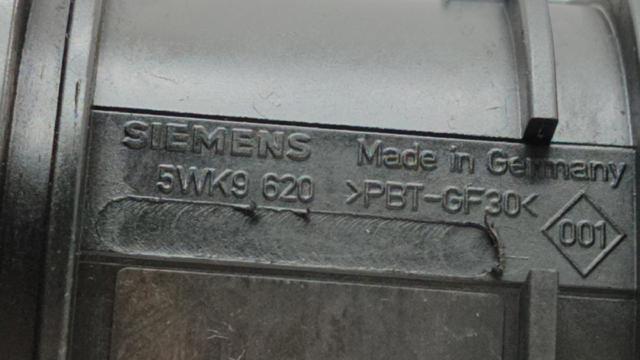 SIEMENS Made in Germany
5WK9 620 >PBT-GF30<
001